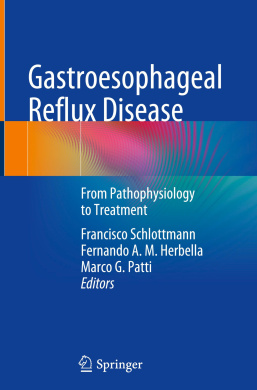 Gastroesophageal
Reflux Disease
From Pathophysiology
to Treatment
Francisco Schlottmann
Fernando A. M. Herbella
Marco G. Patti
Editors
Springer